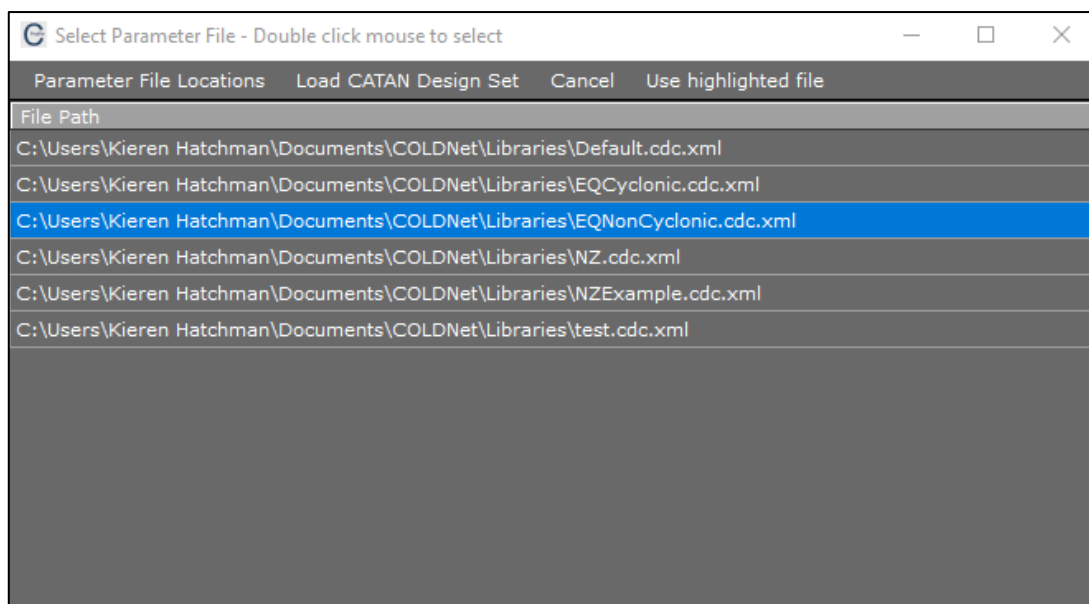 Select Parameter File - Double click mouse to select
Parameter File Locations Load CATAN Design Set Cancel Use highlighted file
File Path
C:\Users\Kieren Hatchman\Documents\COLDNet\Libraries\Default.cdc.xml
C:\Users\Kieren Hatchman\Documents\COLDNet\Libraries\EQCyclonic.cdc.xml
C:\Users\Kieren Hatchman\Documents\COLDNet\Libraries\EQNonCyclonic.cdc.xml
C:\Users\Kieren Hatchman\Documents\COLDNet\Libraries\NZ.cdc.xml
C:\Users\Kieren Hatchman\Documents\COLDNet\Libraries\NZExample.cdc.xml
C:\Users\Kieren Hatchman\Documents\COLDNet\Libraries\test.cdc.xml